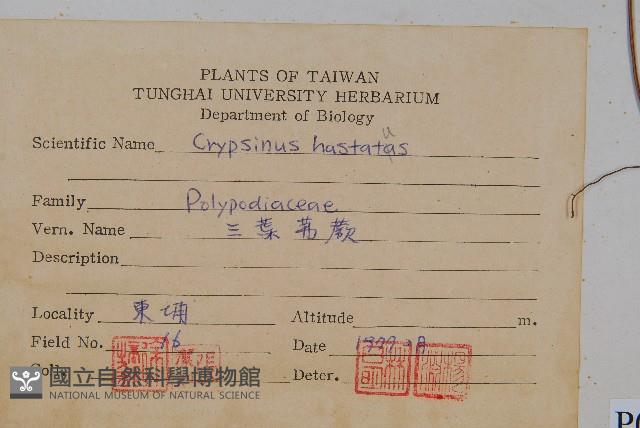 PLANTS OF TAIWAN
TUNGHAI UNIVERSITY HERBARIUM
Department of Biology
Scientific Name Crypsinus hastatus
Family Polypodiaceae
Vern. Name 三葉茀蕨
Description
Locality 東埔
Altitude m.
Field No. 16
Date
Coll.
Deter.
國立自然科學博物館
NATIONAL MUSEUM OF NATURAL SCIENCE